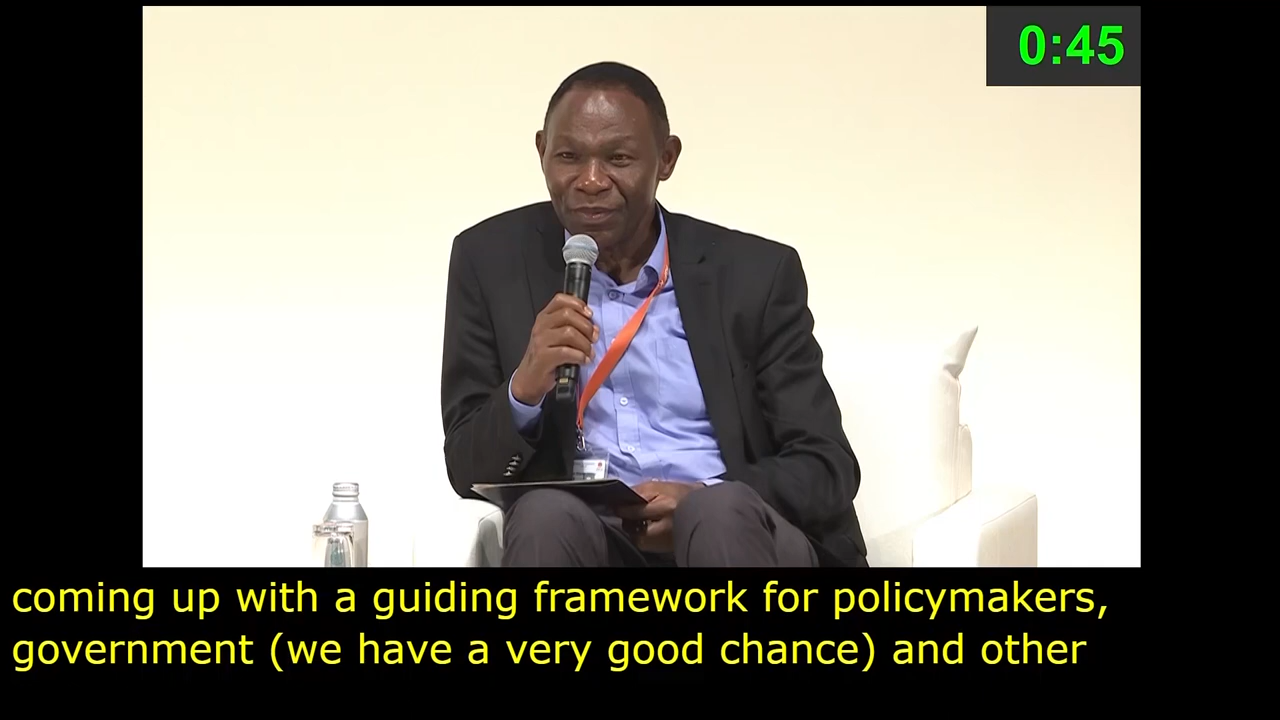 0:45
coming up with a guiding framework for policymakers,
government (we have a very good chance) and other